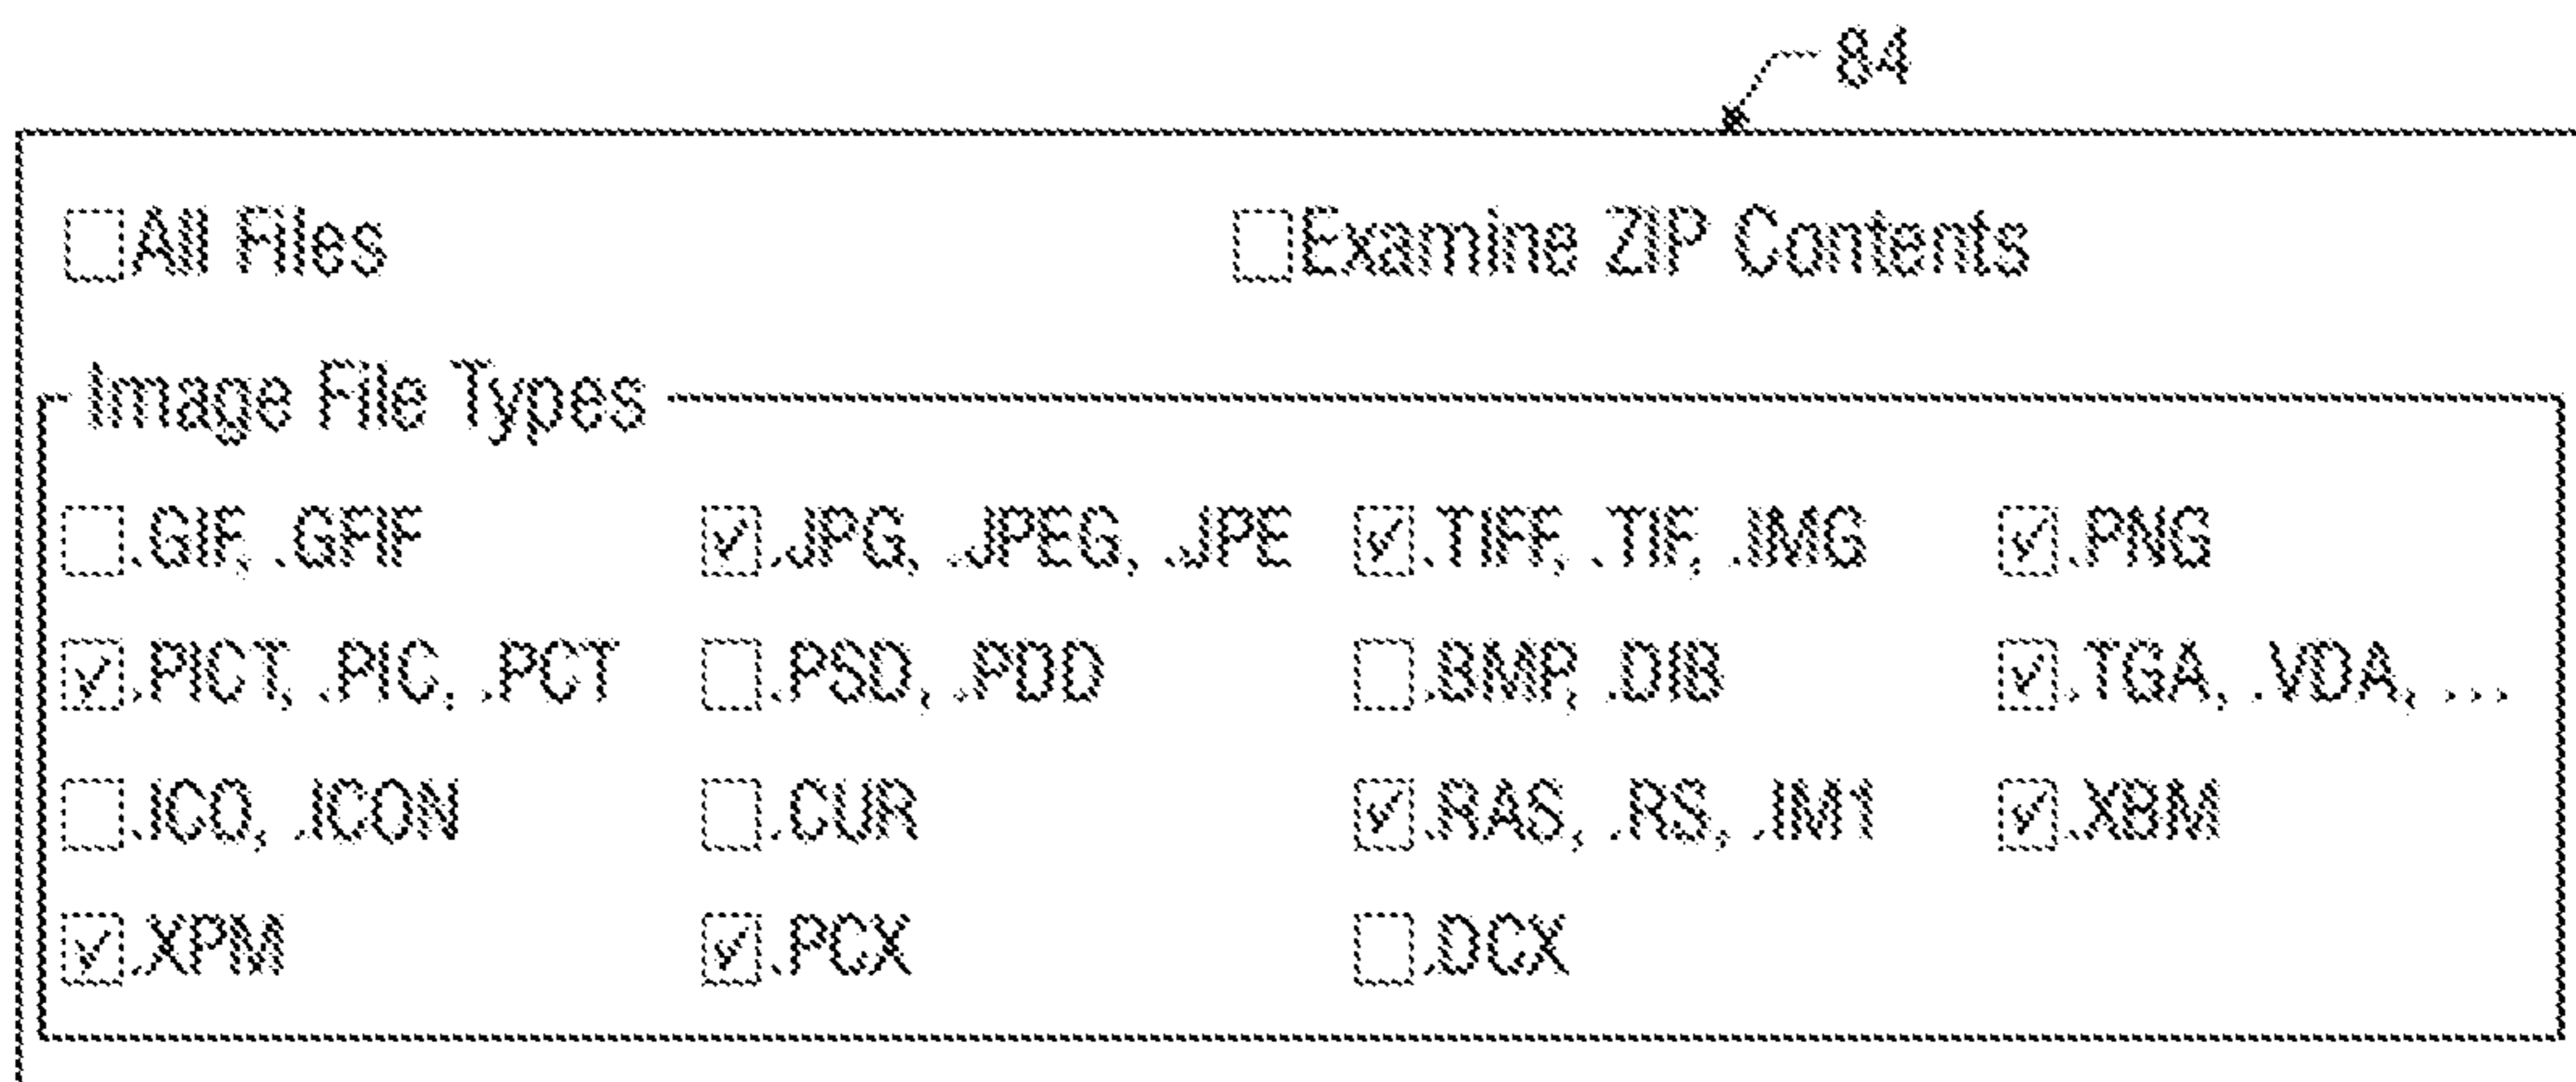 84
☐ All Files ☐ Examine ZIP Contents
Image File Types
☐ .GIF, .GFIF ☑ .JPG, .JPEG, .JPE ☑ .TIFF, .TIF, .IMG ☑ .PNG
☑ .PICT, .PIC, .PCT ☐ .PSD, .PDD ☐ .BMP, .DIB ☑ .TGA, .VDA, ...
☐ .ICO, .ICON ☐ .CUR ☑ .RAS, .RS, .IM1 ☑ .XBM
☑ .XPM ☑ .PCX ☐ .DCX